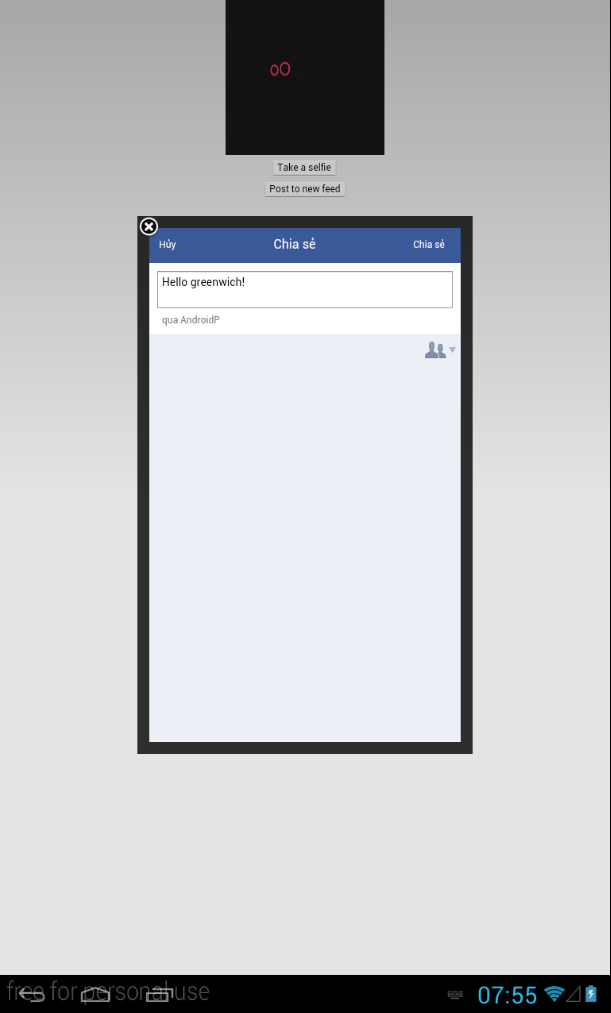 oO
Take a selfie
Post to new feed
Hủy
Chia sẻ
Chia sẻ
Hello greenwich!
qua AndroidP
free for personal use
07:55